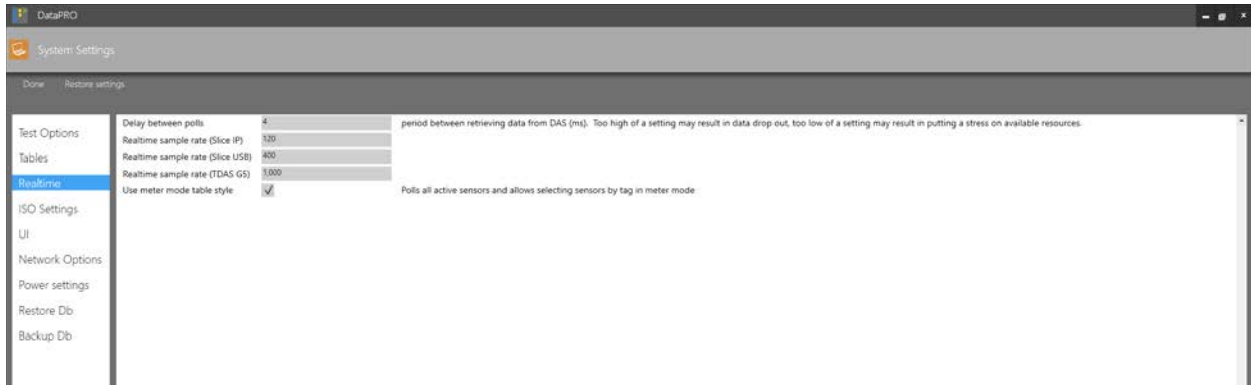 DataPRO
System Settings
Done Restore settings
Test Options
Tables
Realtime
ISO Settings
UI
Network Options
Power settings
Restore Db
Backup Db
Delay between polls 4 period between retrieving data from DAS (ms). Too high of a setting may result in data drop out, too low of a setting may result in putting a stress on available resources.
Realtime sample rate (Slice IP) 120
Realtime sample rate (Slice USB) 400
Realtime sample rate (TDAS G5) 1,000
Use meter mode table style Polls all active sensors and allows selecting sensors by tag in meter mode